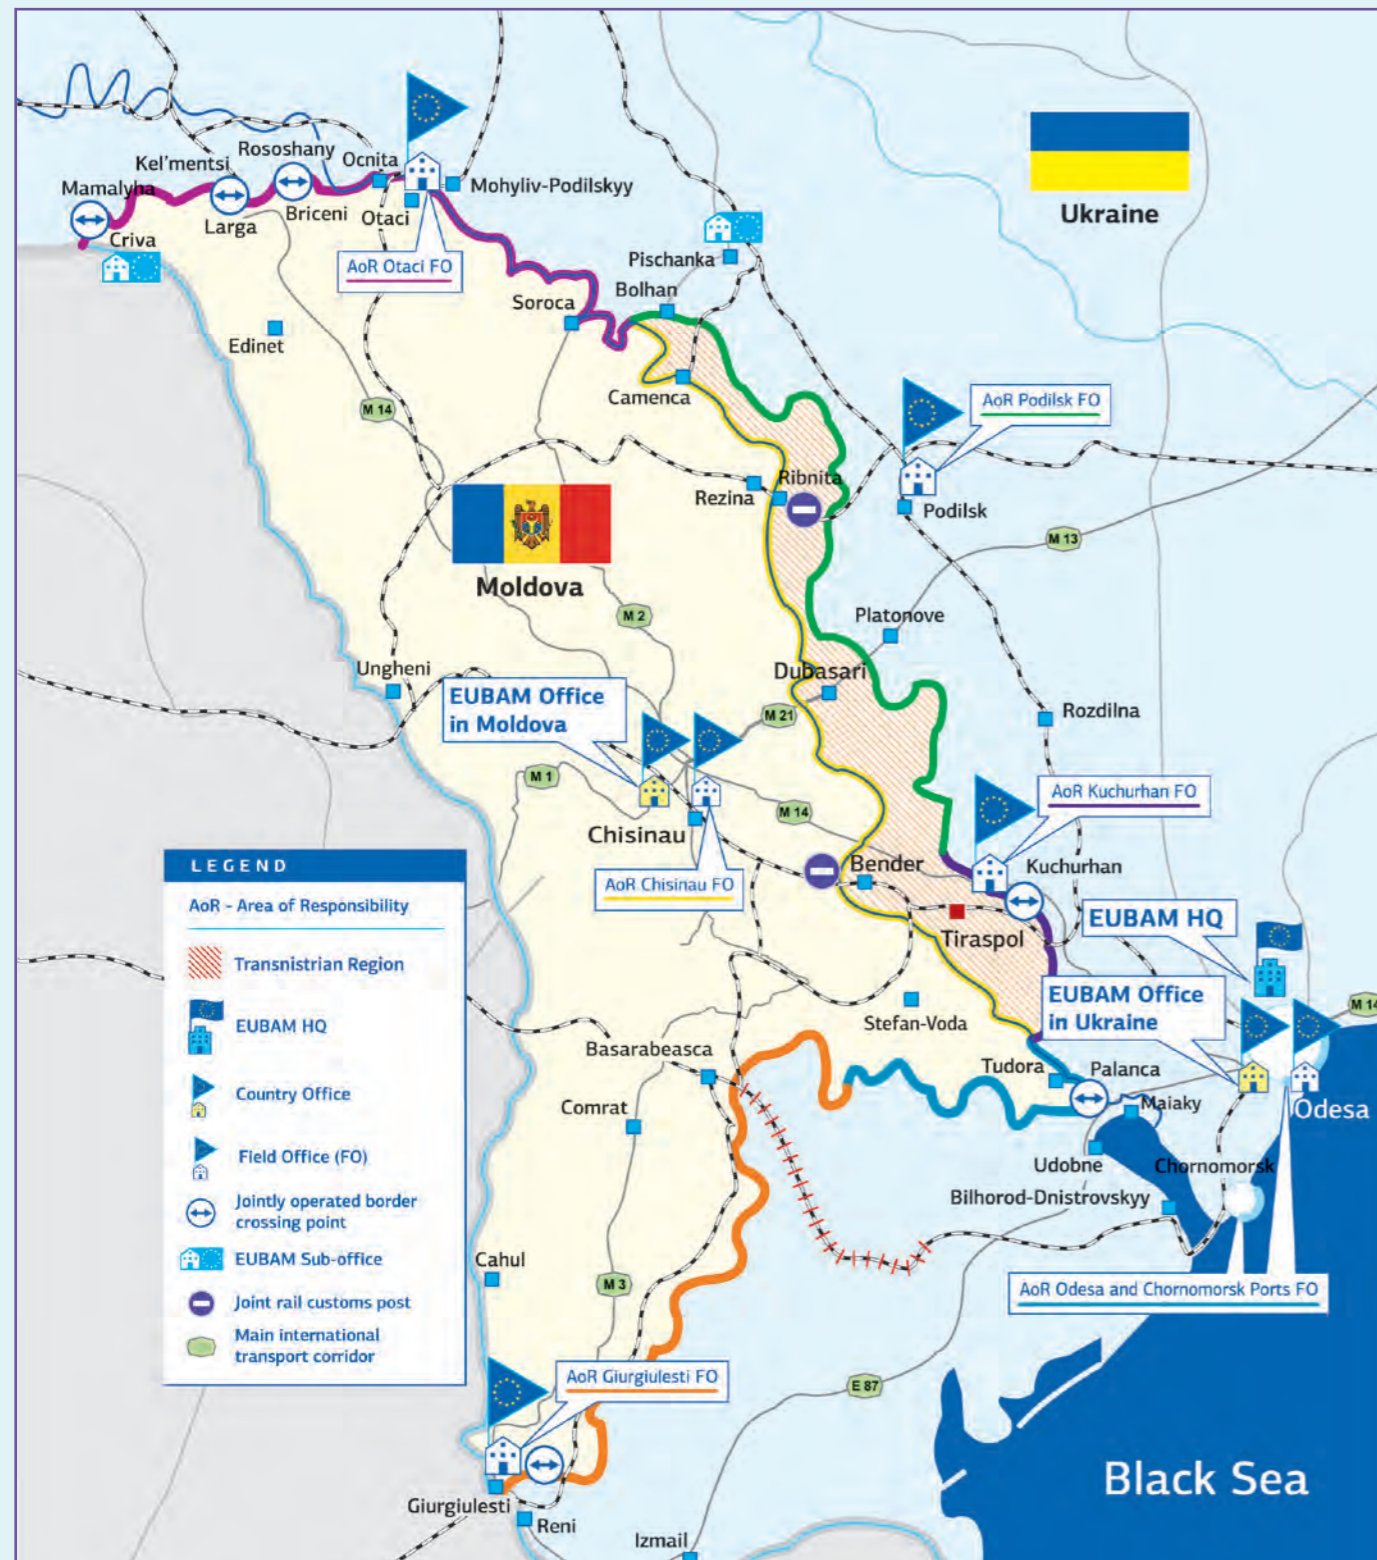 Kel'mentsi
Rososhany
Ocnita
Mamalyha
Mohyliv-Podilskyy
Otaci
Briceni
Larga
Criva
Ukraine
AoR Otaci FO
Pischanka
Bolhan
Soroca
Edinet
Camenca
M 14
AoR Podilsk FO
Ribnita
Rezina
Podilsk
M 13
Moldova
M 2
Platonove
Ungheni
Dubasari
EUBAM Office
in Moldova
M 21
Rozdilna
M 1
AoR Kuchurhan FO
M 14
Chisinau
Bender
Kuchurhan
AoR Chisinau FO
EUBAM HQ
Tiraspol
EUBAM Office
in Ukraine
M 14
Stefan-Voda
Basarabeasca
Tudora
Palanca
Comrat
Maiaky
Odesa
Udobne
Chornomorsk
Bilhorod-Dnistrovskyy
Cahul
M 3
AoR Odesa and Chornomorsk Ports FO
AoR Giurgiulesti FO
E 87
Black Sea
Giurgiulesti
Reni
Izmail
LEGEND
AoR - Area of Responsibility
Transnistrian Region
EUBAM HQ
Country Office
Field Office (FO)
Jointly operated border
crossing point
EUBAM Sub-office
Joint rail customs post
Main international
transport corridor